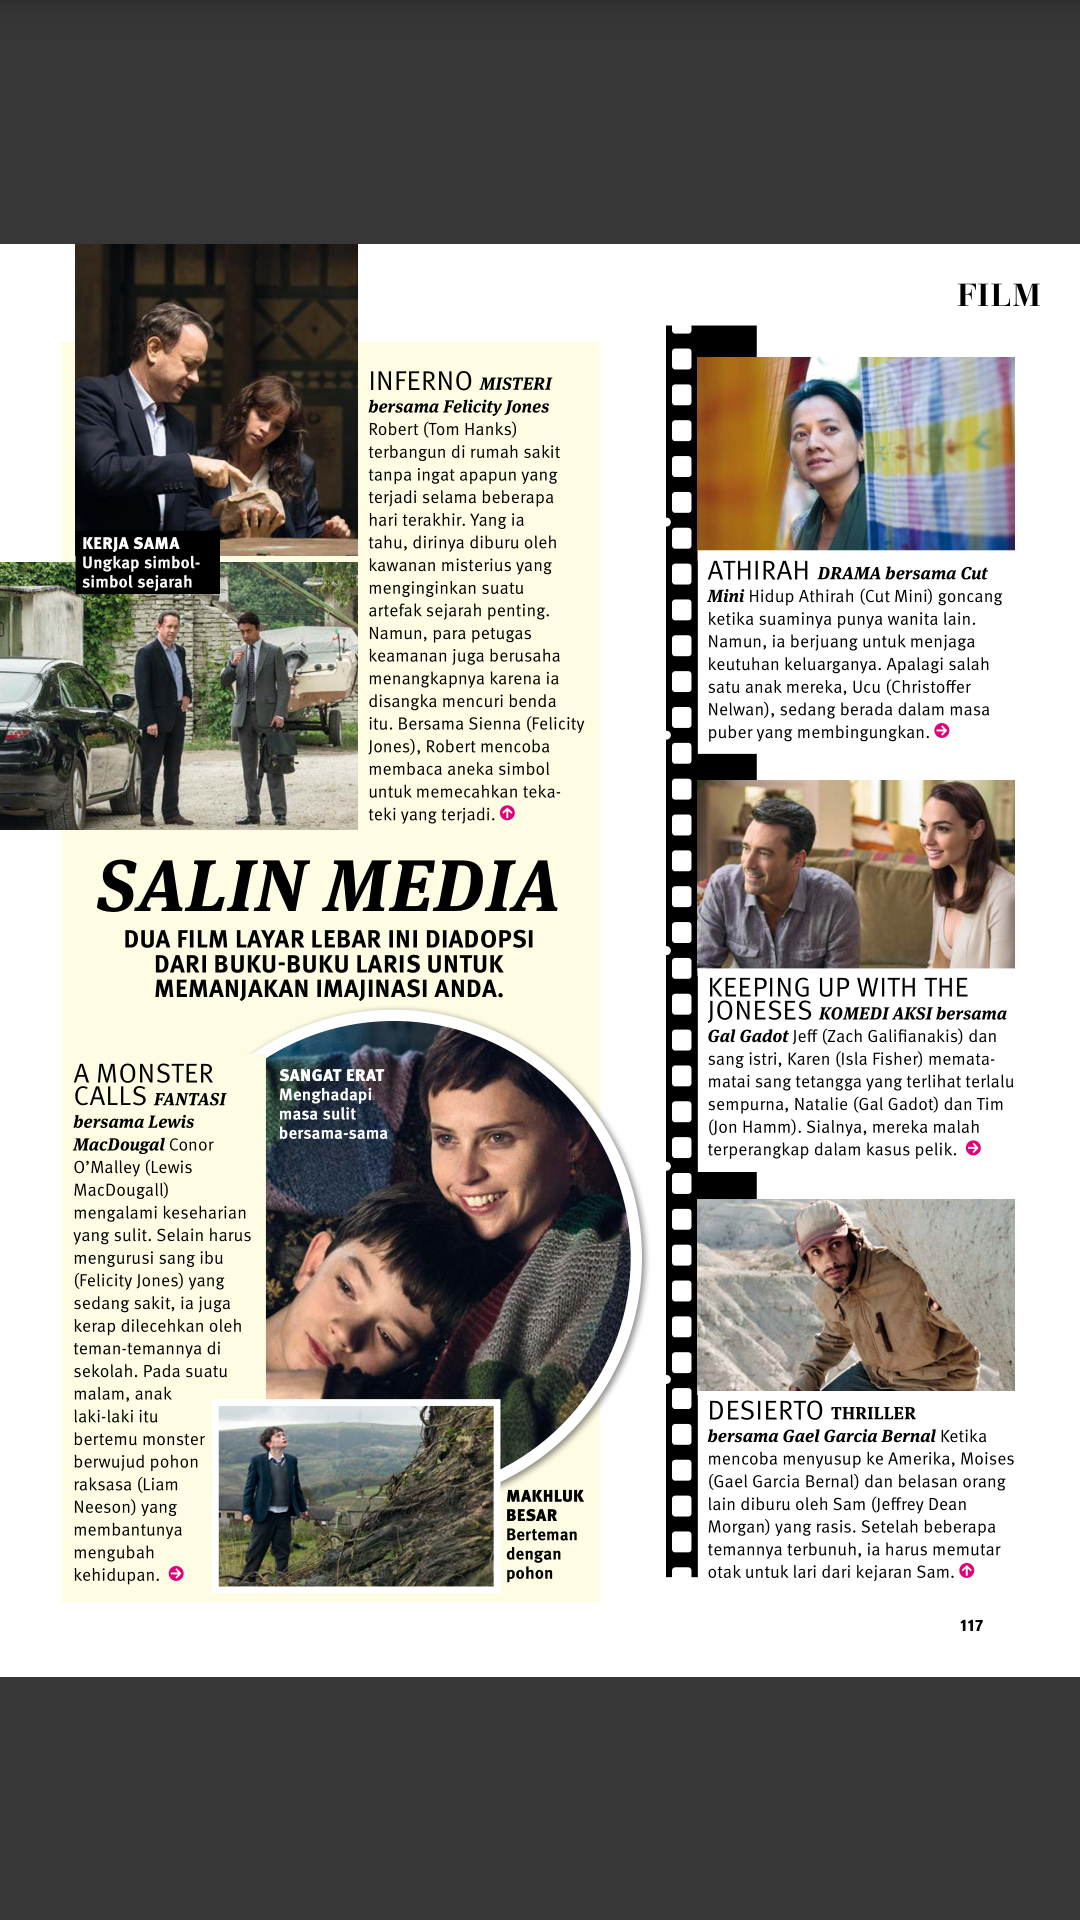 FILM
KERJA SAMA
Ungkap simbol-
simbol sejarah
INFERNO MISTERI
bersama Felicity Jones
Robert (Tom Hanks)
terbangun di rumah sakit
tanpa ingat apapun yang
terjadi selama beberapa
hari terakhir. Yang ia
tahu, dirinya diburu oleh
kawanan misterius yang
menginginkan suatu
artefak sejarah penting.
Namun, para petugas
keamanan juga berusaha
menangkapnya karena ia
disangka mencuri benda
itu. Bersama Sienna (Felicity
Jones), Robert mencoba
membaca aneka simbol
untuk memecahkan teka-
teki yang terjadi.
SALIN MEDIA
DUA FILM LAYAR LEBAR INI DIADOPSI
DARI BUKU-BUKU LARIS UNTUK
MEMANJAKAN IMAJINASI ANDA.
A MONSTER
CALLS FANTASI
bersama Lewis
MacDougal Conor
O'Malley (Lewis
MacDougall)
mengalami keseharian
yang sulit. Selain harus
mengurusi sang ibu
(Felicity Jones) yang
sedang sakit, ia juga
kerap dilecehkan oleh
teman-temannya di
sekolah. Pada suatu
malam, anak
laki-laki itu
bertemu monster
berwujud pohon
raksasa (Liam
Neeson) yang
membantunya
mengubah
kehidupan.
SANGAT ERAT
Menghadapi
masa sulit
bersama-sama
MAKHLUK
BESAR
Berteman
dengan
pohon
ATHIRAH DRAMA bersama Cut
Mini Hidup Athirah (Cut Mini) goncang
ketika suaminya punya wanita lain.
Namun, ia berjuang untuk menjaga
keutuhan keluarganya. Apalagi salah
satu anak mereka, Ucu (Christoffer
Nelwan), sedang berada dalam masa
puber yang membingungkan.
KEEPING UP WITH THE
JONESES KOMEDI AKSI bersama
Gal Gadot Jeff (Zach Galifianakis) dan
sang istri, Karen (Isla Fisher) memata-
matai sang tetangga yang terlihat terlalu
sempurna, Natalie (Gal Gadot) dan Tim
(Jon Hamm). Sialnya, mereka malah
terperangkap dalam kasus pelik.
DESIERTO THRILLER
bersama Gael Garcia Bernal Ketika
mencoba menyusup ke Amerika, Moises
(Gael Garcia Bernal) dan belasan orang
lain diburu oleh Sam (Jeffrey Dean
Morgan) yang rasis. Setelah beberapa
temannya terbunuh, ia harus memutar
otak untuk lari dari kejaran Sam.
117